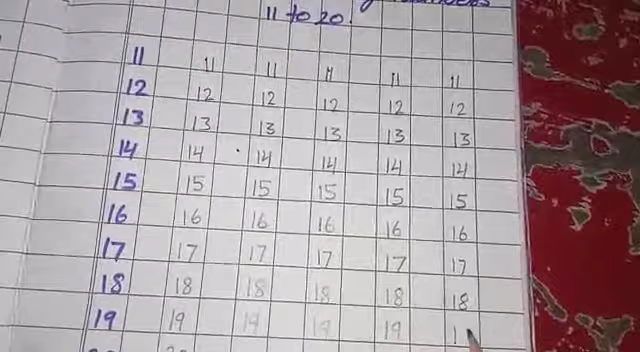 11 to 20.
11 11 11 11 11 11
12 12 12 12 12 12
13 13 13 13 13 13
14 14 14 14 14 14
15 15 15 15 15 15
16 16 16 16 16 16
17 17 17 17 17 17
18 18 18 18 18 18
19 19 19 19 19 1